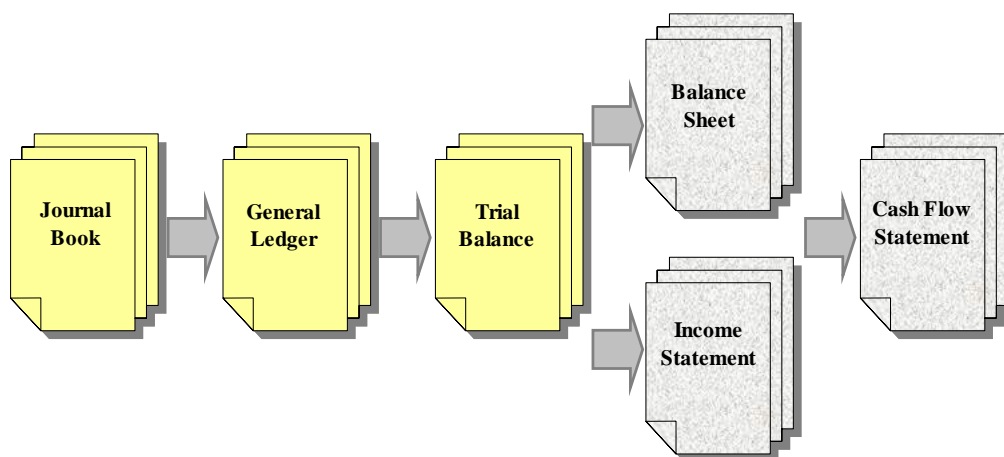 Journal
Book
General
Ledger
Trial
Balance
Balance
Sheet
Income
Statement
Cash Flow
Statement